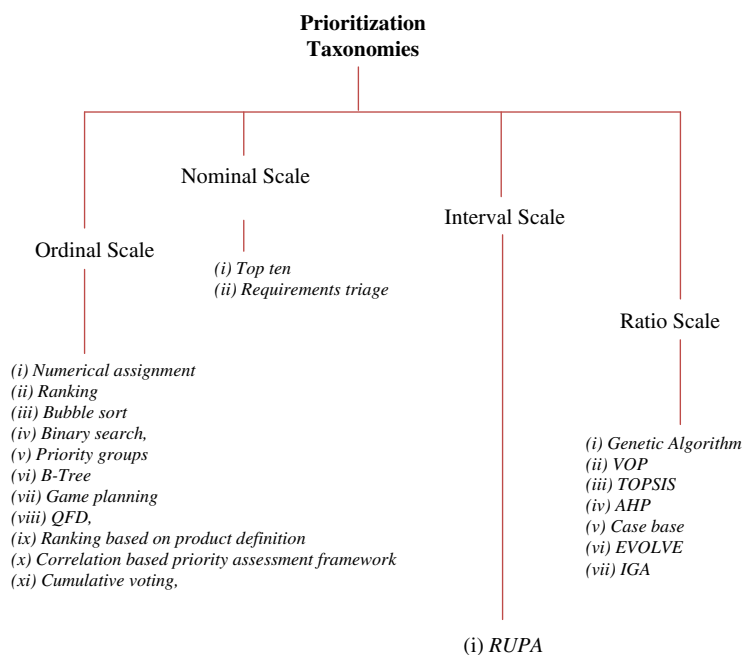 Prioritization
Taxonomies
Ordinal Scale
(i) Numerical assignment
(ii) Ranking
(iii) Bubble sort
(iv) Binary search,
(v) Priority groups
(vi) B-Tree
(vii) Game planning
(viii) QFD,
(ix) Ranking based on product definition
(x) Correlation based priority assessment framework
(xi) Cumulative voting,
Nominal Scale
(i) Top ten
(ii) Requirements triage
Interval Scale
(i) RUPA
Ratio Scale
(i) Genetic Algorithm
(ii) VOP
(iii) TOPSIS
(iv) AHP
(v) Case base
(vi) EVOLVE
(vii) IGA